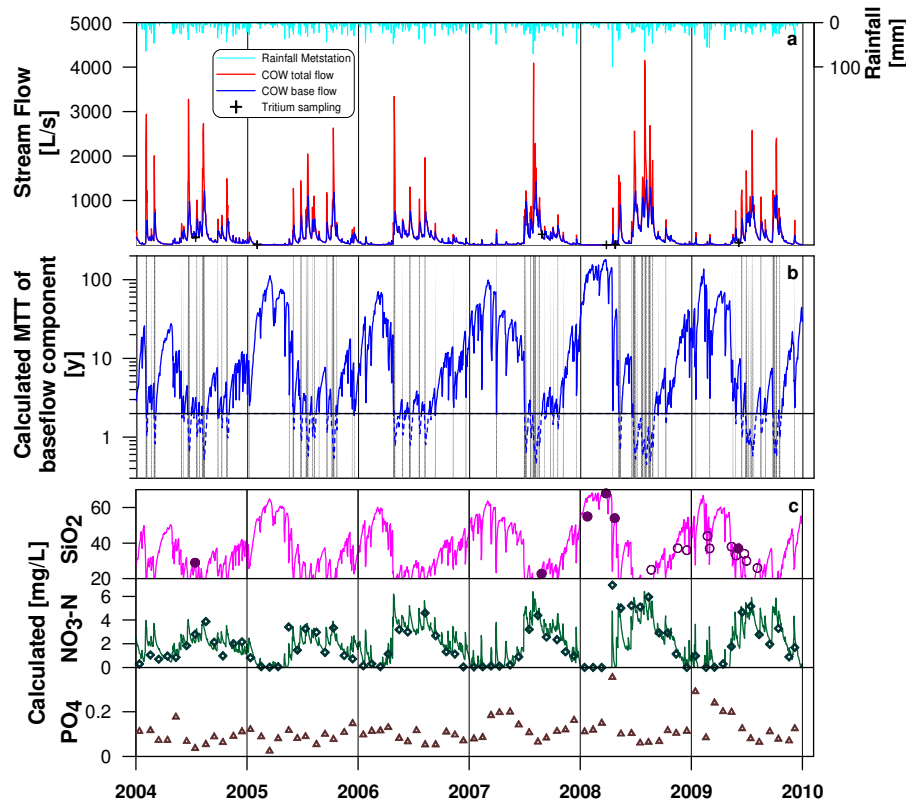 5000
4000
3000
2000
1000
Stream Flow
[L/s]
Rainfall Metstation
COW total flow
COW base flow
Tritium sampling
a
0
100
Rainfall
[mm]
100
10
1
Calculated MTT of
baseflow component
[y]
b
Calculated [mg/L]
60
40
20
SiO2
c
6
4
2
0
NO3-N
0.2
0
PO4
2004
2005
2006
2007
2008
2009
2010